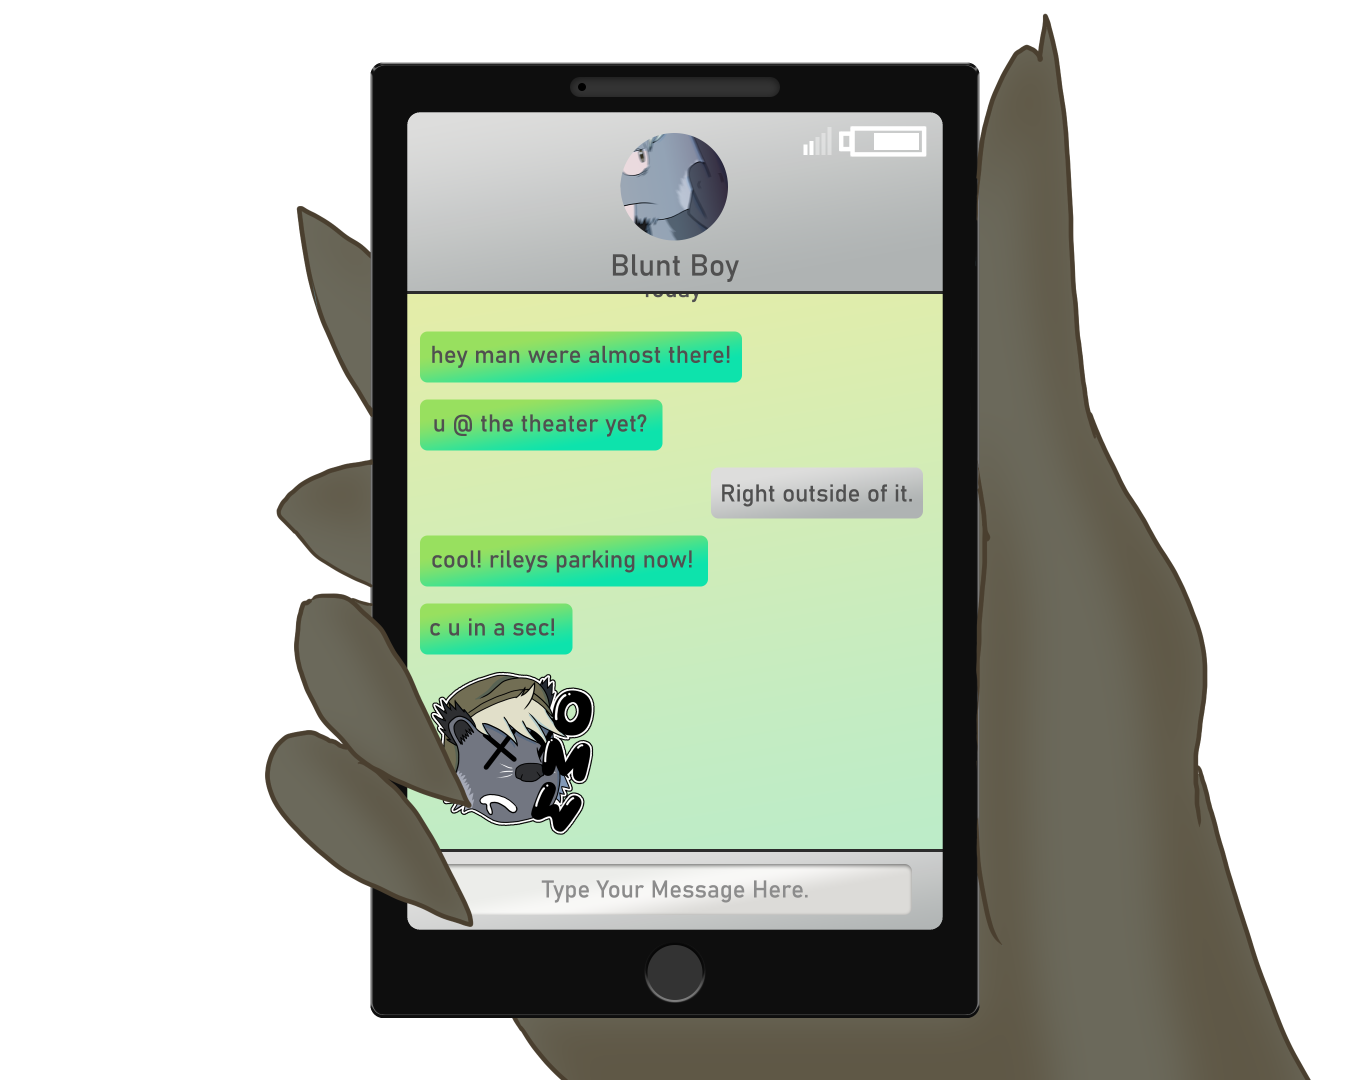 Blunt Boy
Today
hey man were almost there!
u @ the theater yet?
Right outside of it.
cool! rileys parking now!
c u in a sec!
OMW
Type Your Message Here.